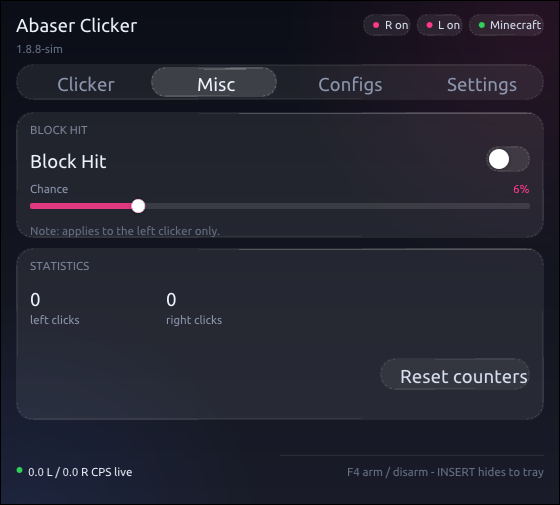 Abaser Clicker
R on
L on
Minecraft
1.8.8-sim
Clicker
Misc
Configs
Settings
BLOCK HIT
Block Hit
Chance
6%
Note: applies to the left clicker only.
STATISTICS
0
0
left clicks
right clicks
Reset counters
0.0 L / 0.0 R CPS live
F4 arm / disarm - INSERT hides to tray